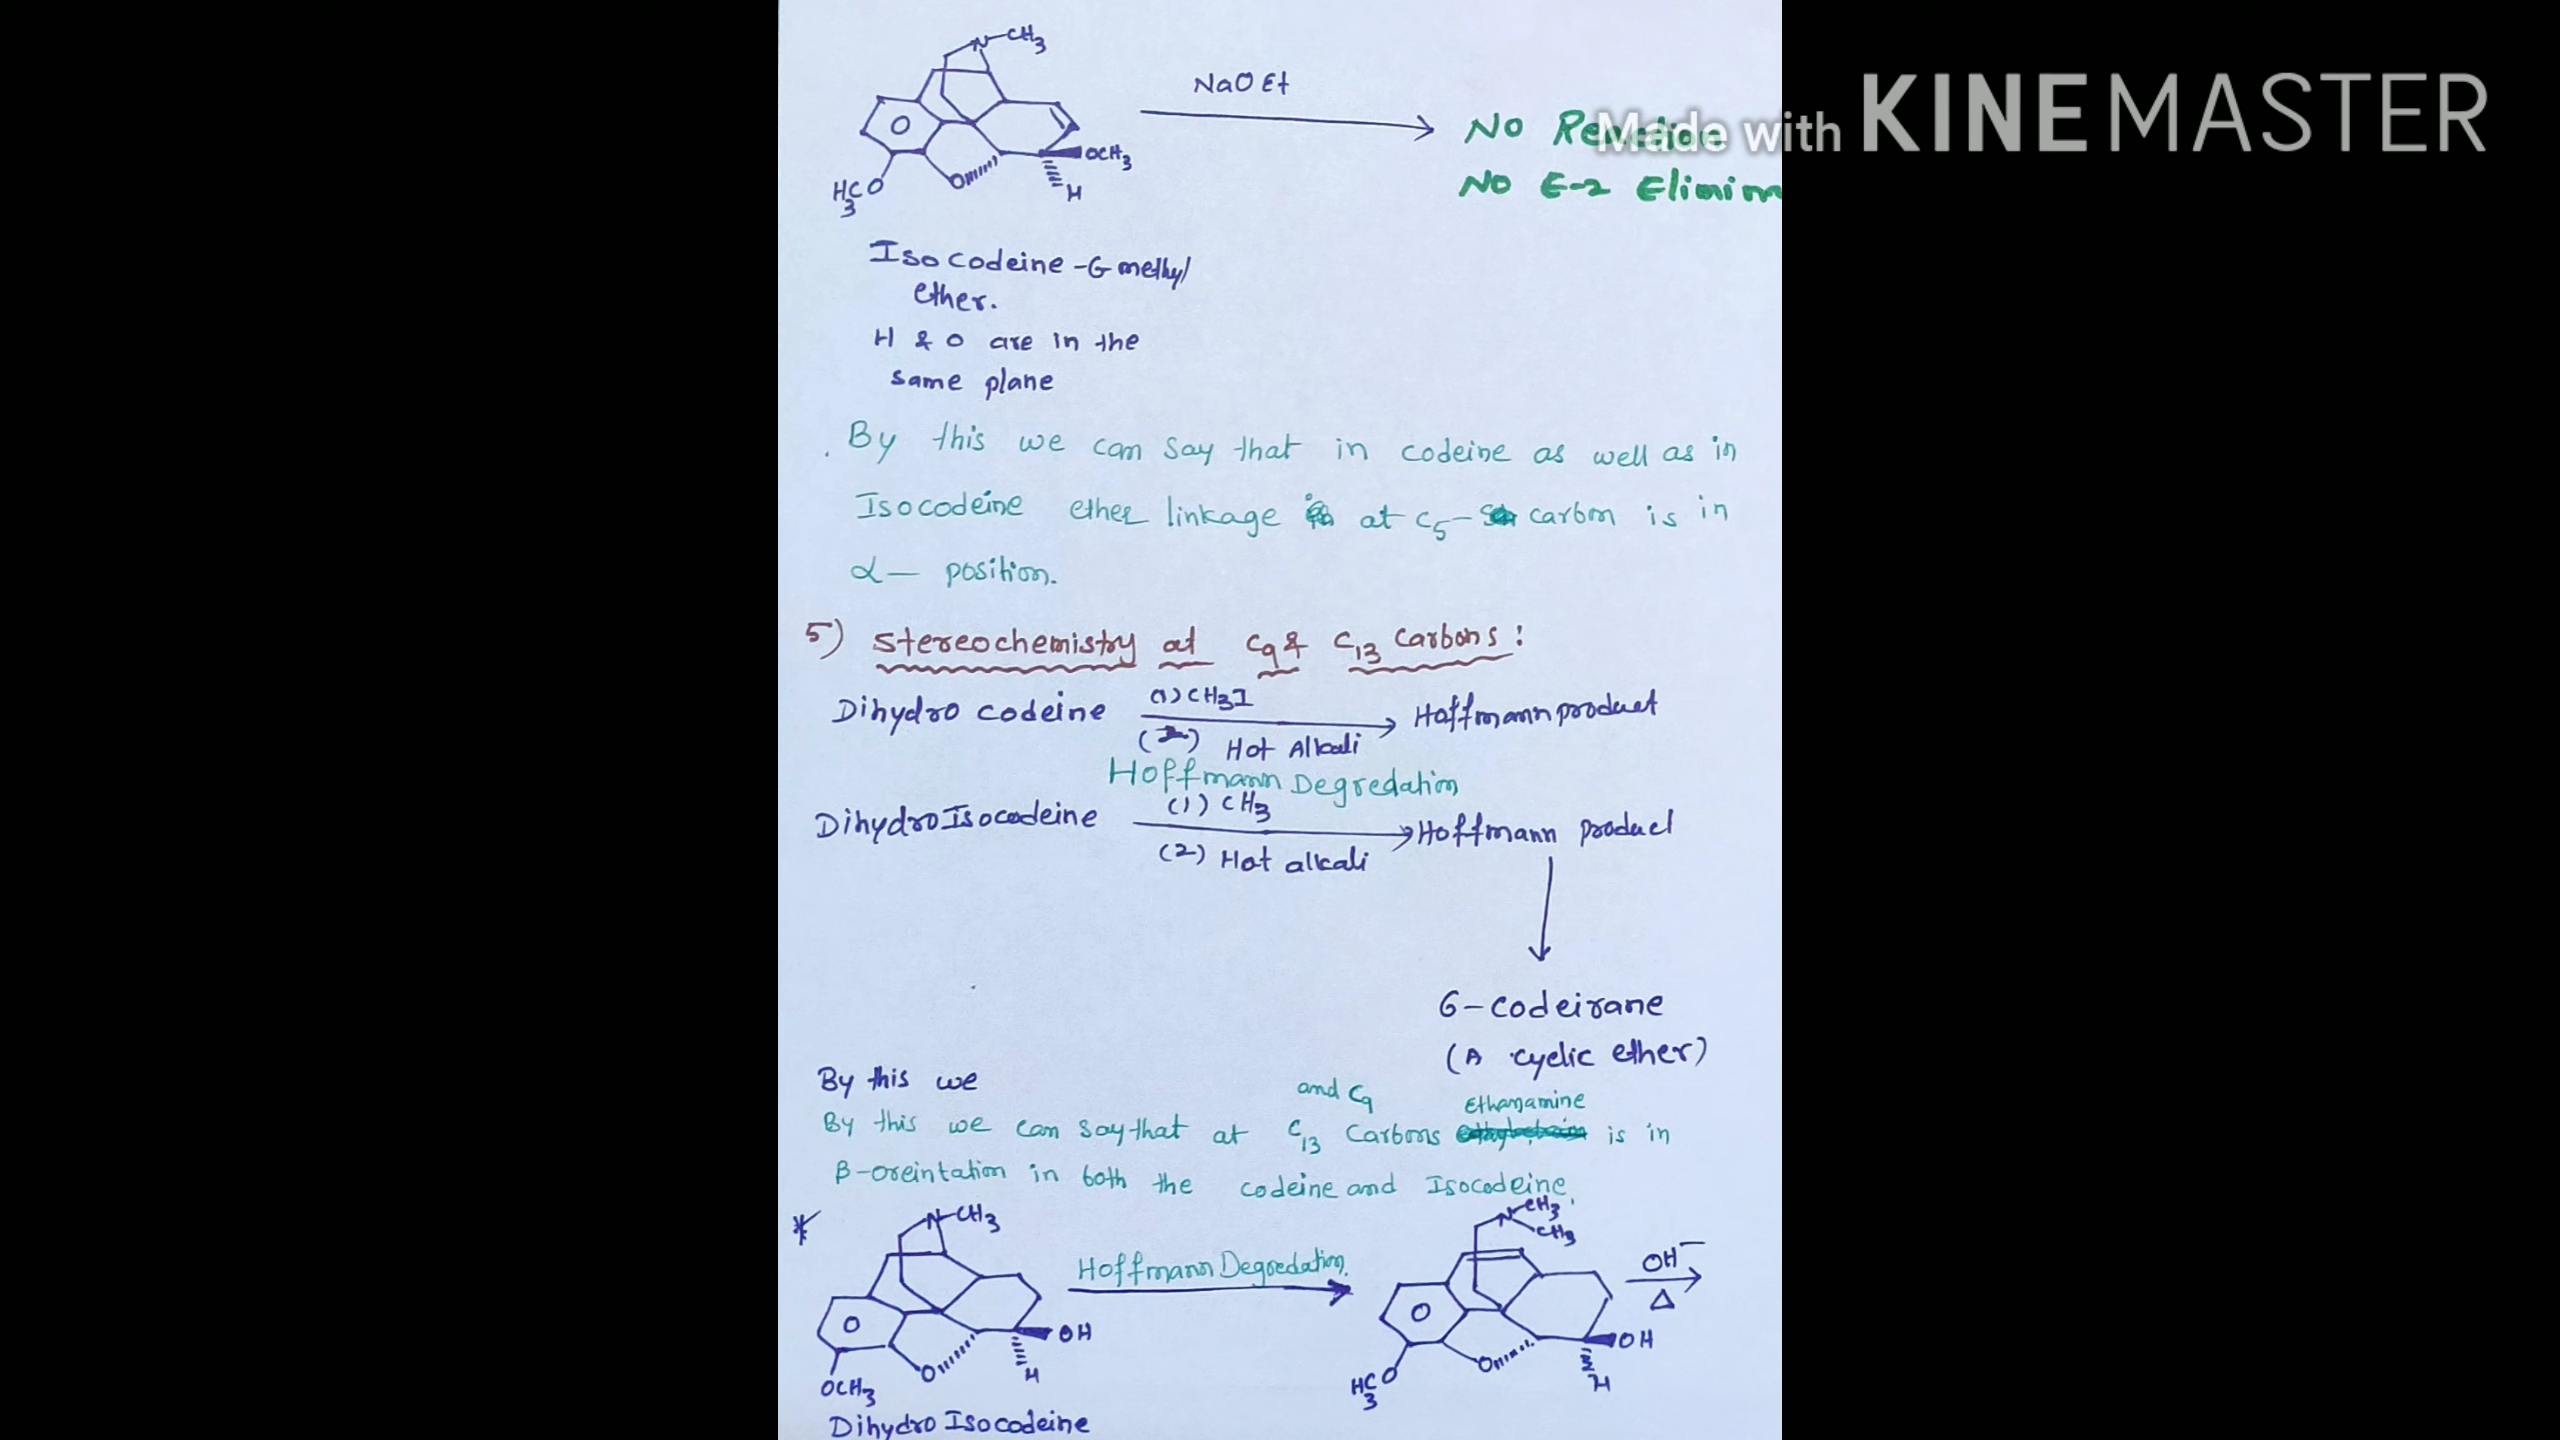 N-CH3
NaOEt
No Reaction
Made with KINEMASTER
O
OCH3
H3CO
O
H
No E-2 Elimin
Isocodeine-6 methyl
ether.
H & O are in the
same plane
By this we can say that in codeine as well as in
Isocodeine ether linkage at C5- carbon is in
α- position.
5) Stereochemistry at C9 & C13 Carbons:
Dihydro codeine (1) CH3I Hoffmann product
(2) Hot Alkali
Hoffmann Degredation
Dihydro Isocodeine (1) CH3 Hoffmann product
(2) Hot alkali
6-codeirane
(A cyclic ether)
By this we
and C9 Ethanamine
By this we can say that at C13 Carbons is in
β-oreintation in both the codeine and Isocodeine.
* N-CH3 N CH3
CH3
Hoffmann Degredation. OH-
Δ
O OH O OH
O H O H
OCH3 H3CO
Dihydro Isocodeine